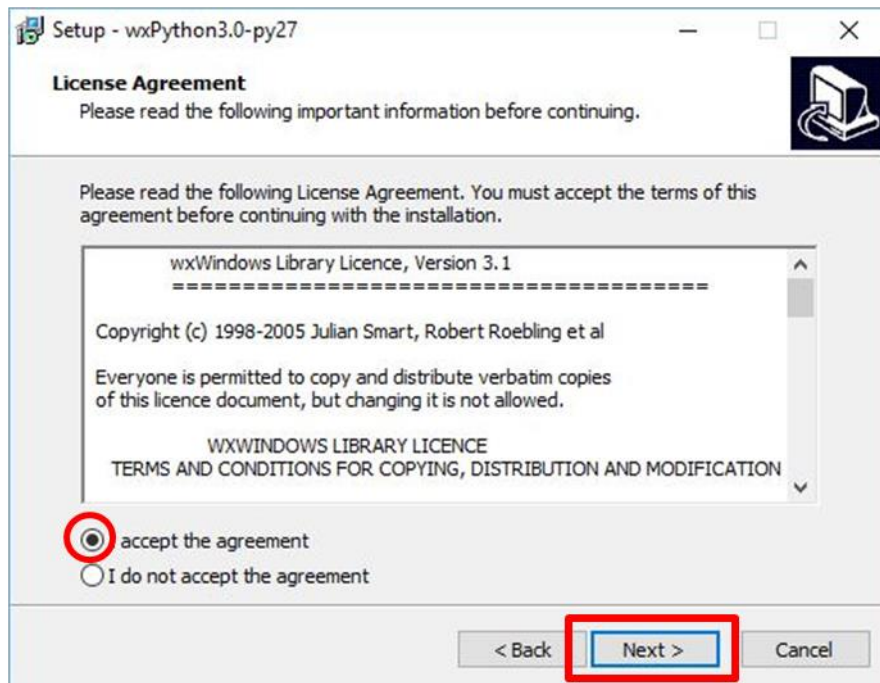 Setup - wxPython3.0-py27
License Agreement
Please read the following important information before continuing.
Please read the following License Agreement. You must accept the terms of this
agreement before continuing with the installation.
wxWindows Library Licence, Version 3.1
=======================================
Copyright (c) 1998-2005 Julian Smart, Robert Roebling et al
Everyone is permitted to copy and distribute verbatim copies
of this licence document, but changing it is not allowed.
WXWINDOWS LIBRARY LICENCE
TERMS AND CONDITIONS FOR COPYING, DISTRIBUTION AND MODIFICATION
accept the agreement
I do not accept the agreement
< Back
Next >
Cancel